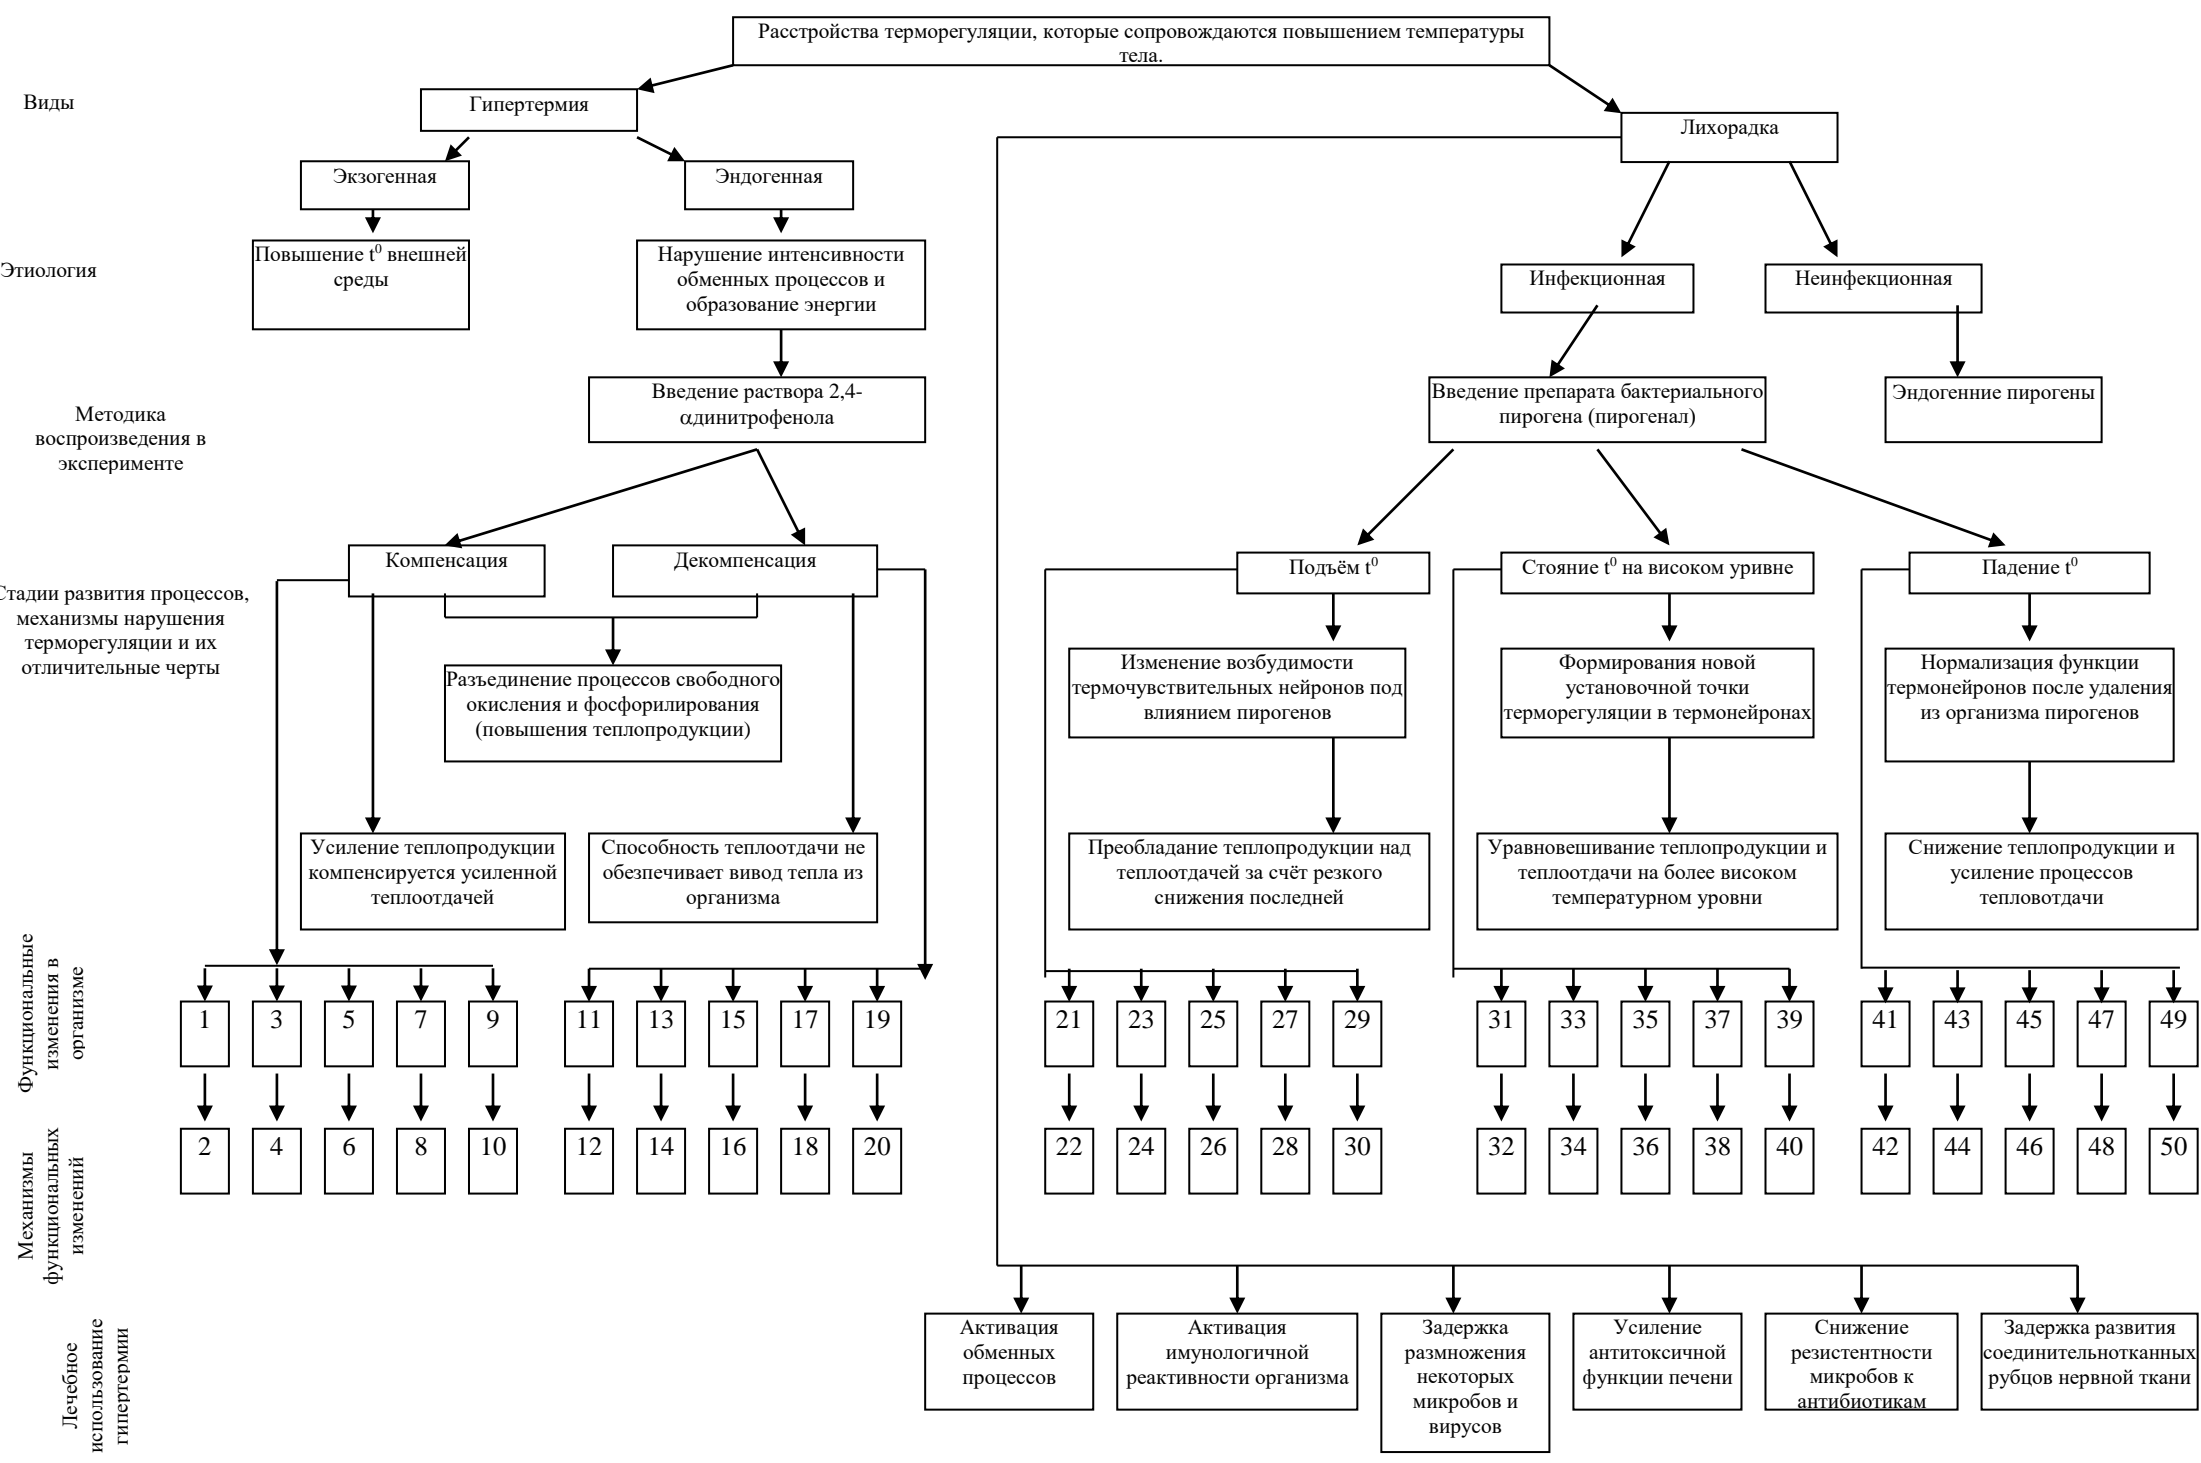 Расстройства терморегуляции, которые сопровождаются повышением температуры
тела.
Виды
Гипертермия
Лихорадка
Экзогенная
Эндогенная
Этиология
Повышение t⁰ внешней
среды
Нарушение интенсивности
обменных процессов и
образование энергии
Инфекционная
Неинфекционная
Методика
воспроизведения в
эксперименте
Введение раствора 2,4-
αдинитрофенола
Введение препарата бактериального
пирогена (пирогенал)
Эндогенние пирогены
Стадии развития процессов,
механизмы нарушения
терморегуляции и их
отличительные черты
Компенсация
Декомпенсация
Подъём t⁰
Стояние t⁰ на високом уривне
Падение t⁰
Разъединение процессов свободного
окисления и фосфорилирования
(повышения теплопродукции)
Изменение возбудимости
термочувствительных нейронов под
влиянием пирогенов
Формирования новой
установочной точки
терморегуляции в термонейронах
Нормализация функции
термонейронов после удаления
из организма пирогенов
Усиление теплопродукции
компенсируется усиленной
теплоотдачей
Способность теплоотдачи не
обеспечивает вывод тепла из
организма
Преобладание теплопродукции над
теплоотдачей за счёт резкого
снижения последней
Уравновешивание теплопродукции и
теплоотдачи на более високом
температурном уровни
Снижение теплопродукции и
усиление процессов
тепловотдачи
Функциональные
изменения в
организме
1 3 5 7 9 11 13 15 17 19 21 23 25 27 29 31 33 35 37 39 41 43 45 47 49
Механизмы
функциональных
изменений
2 4 6 8 10 12 14 16 18 20 22 24 26 28 30 32 34 36 38 40 42 44 46 48 50
Лечебное
использование
гипертермии
Активация
обменных
процессов
Активация
имунологичной
реактивности организма
Задержка
размножения
некоторых
микробов и
вирусов
Усиление
антитоксичной
функции печени
Снижение
резистентности
микробов к
антибиотикам
Задержка развития
соединительнотканных
рубцов нервной ткани